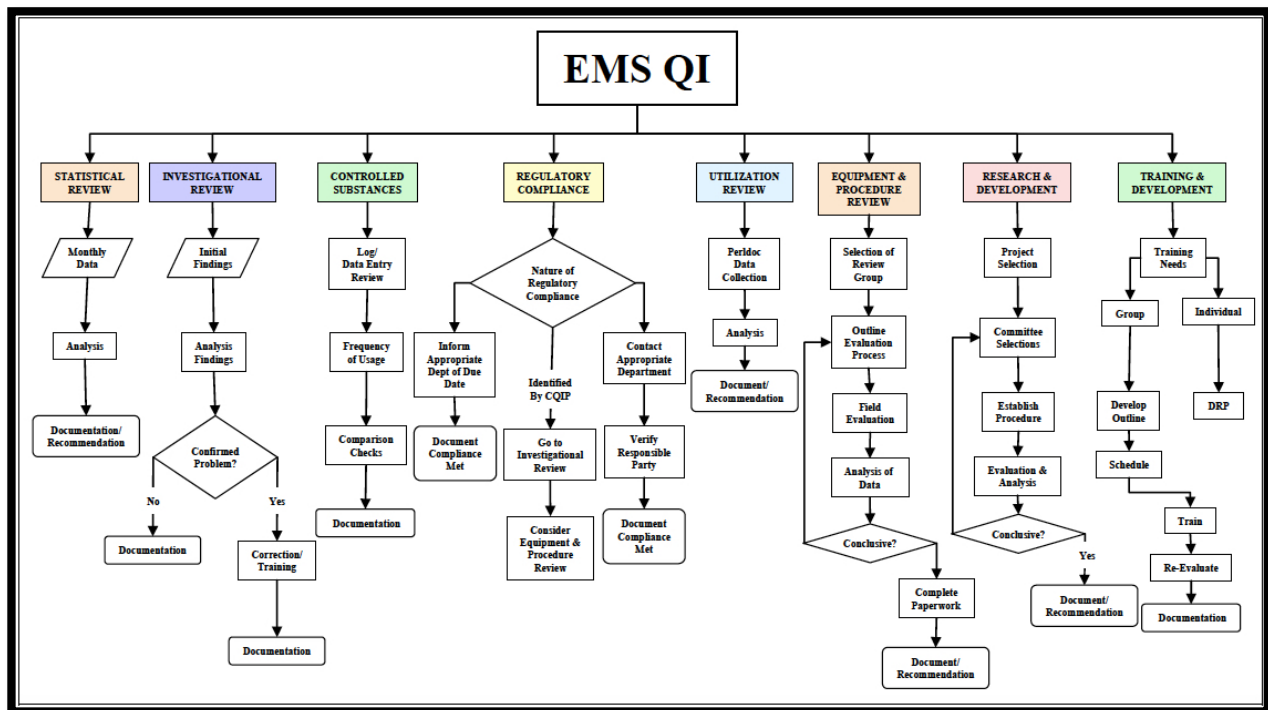 EMS QI
STATISTICAL
REVIEW
INVESTIGATIONAL
REVIEW
CONTROLLED
SUBSTANCES
REGULATORY
COMPLIANCE
UTILIZATION
REVIEW
EQUIPMENT &
PROCEDURE
REVIEW
RESEARCH &
DEVELOPMENT
TRAINING &
DEVELOPMENT
Monthly
Data
Analysis
Documentation/
Recommendation
Initial
Findings
Analysis
Findings
Confirmed
Problem?
No
Documentation
Yes
Correction/
Training
Documentation
Log/
Data Entry
Review
Frequency
of Usage
Comparison
Checks
Documentation
Nature of
Regulatory
Compliance
Inform
Appropriate
Dept of Due
Date
Document
Compliance
Met
Identified
By CQIP
Go to
Investigational
Review
Consider
Equipment &
Procedure
Review
Contact
Appropriate
Department
Verify
Responsible
Party
Document
Compliance
Met
Perldoc
Data
Collection
Analysis
Document/
Recommendation
Selection of
Review
Group
Outline
Evaluation
Process
Field
Evaluation
Analysis of
Data
Conclusive?
Complete
Paperwork
Document/
Recommendation
Project
Selection
Committee
Selections
Establish
Procedure
Evaluation &
Analysis
Conclusive?
Yes
Document/
Recommendation
Training
Needs
Group
Individual
Develop
Outline
DRP
Schedule
Train
Re-Evaluate
Documentation